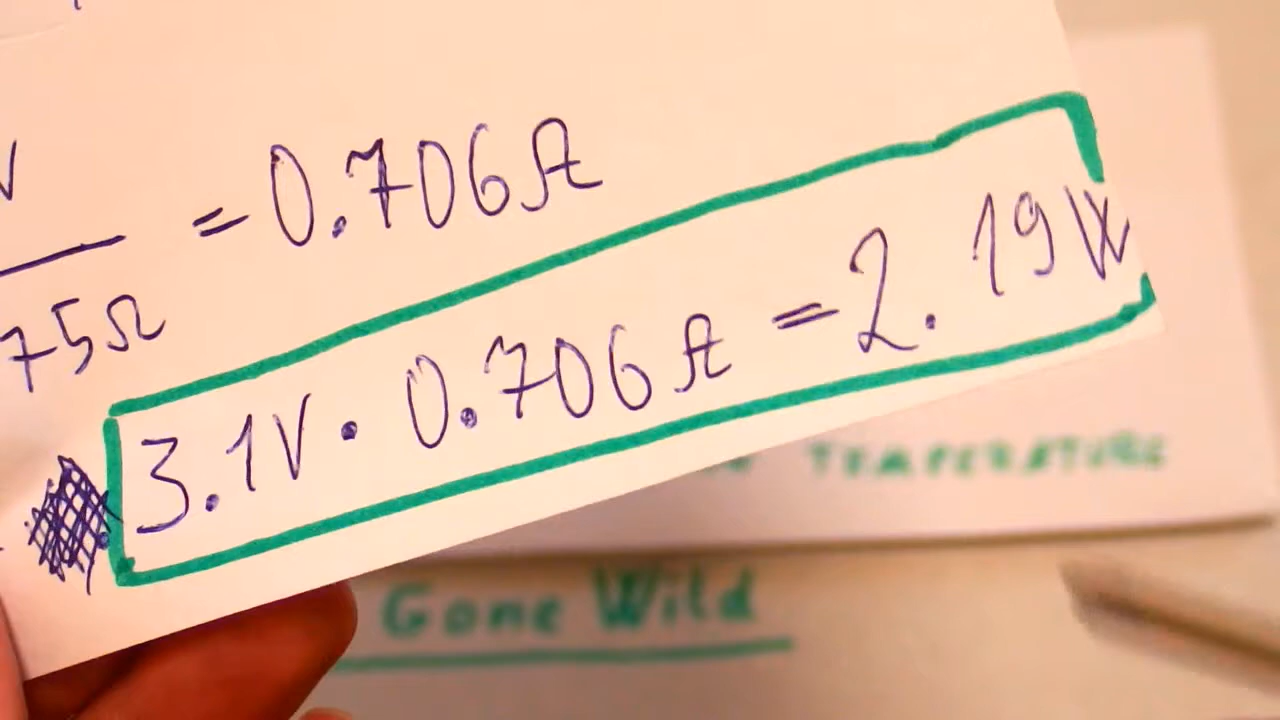 V
= 0.706A
75Ω
3.1V · 0.706A = 2.19W
TEMPERATURE
Gone Wild